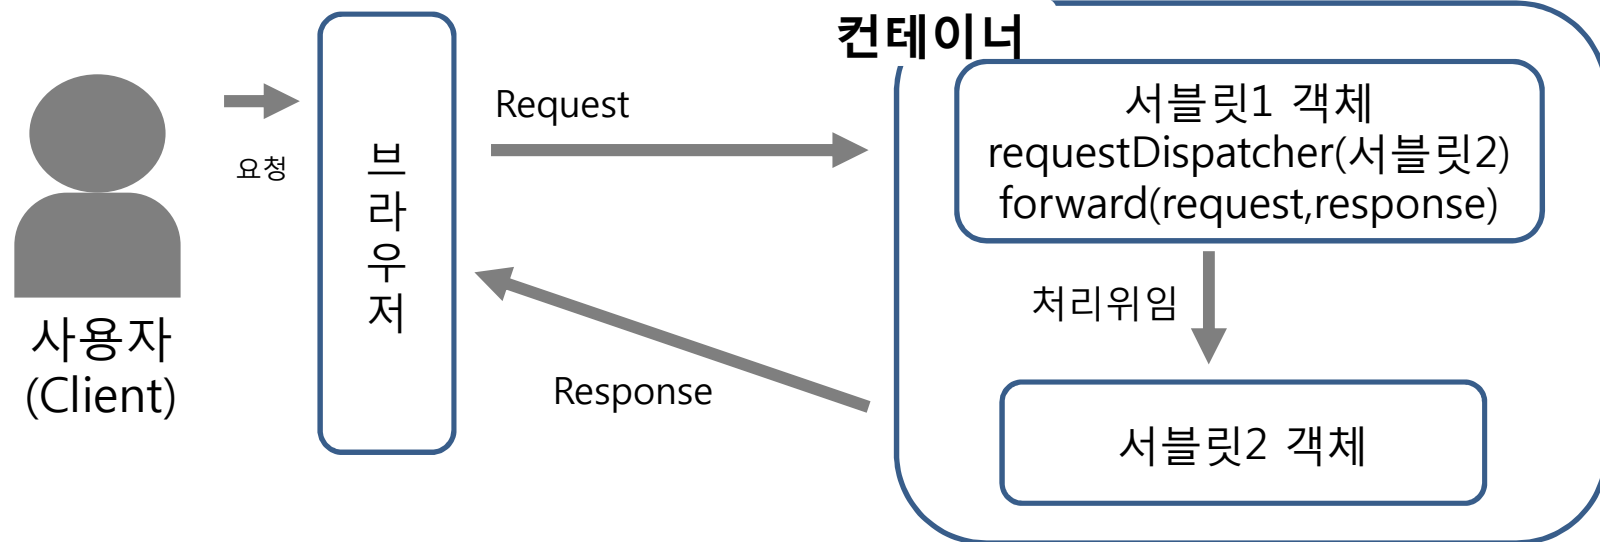 컨테이너
서블릿1 객체
requestDispatcher(서블릿2)
forward(request,response)
Request
요청
브라우저
처리위임
사용자
(Client)
Response
서블릿2 객체